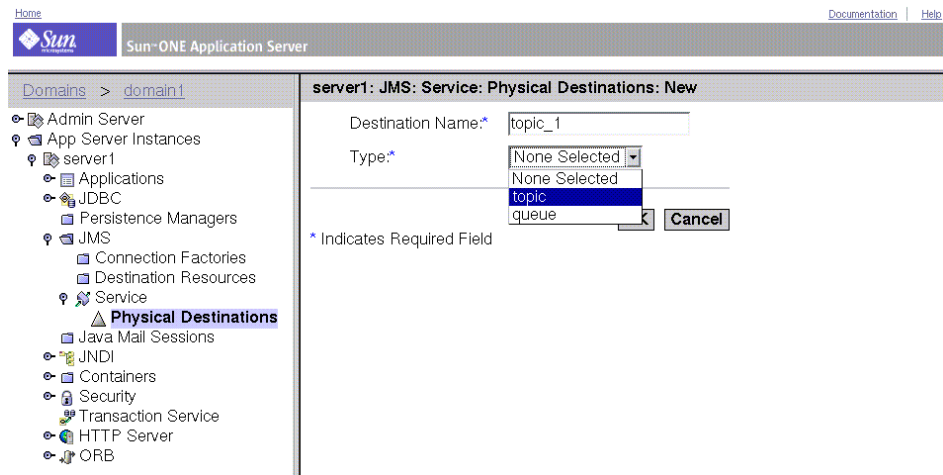 Home
Documentation | Help
Sun
microsystems
Sun™ ONE Application Server
Domains > domain1
Admin Server
App Server Instances
server1
Applications
JDBC
Persistence Managers
JMS
Connection Factories
Destination Resources
Service
Physical Destinations
Java Mail Sessions
JNDI
Containers
Security
Transaction Service
HTTP Server
ORB
server1: JMS: Service: Physical Destinations: New
Destination Name:* topic_1
Type:* None Selected
None Selected
topic
queue
K Cancel
* Indicates Required Field